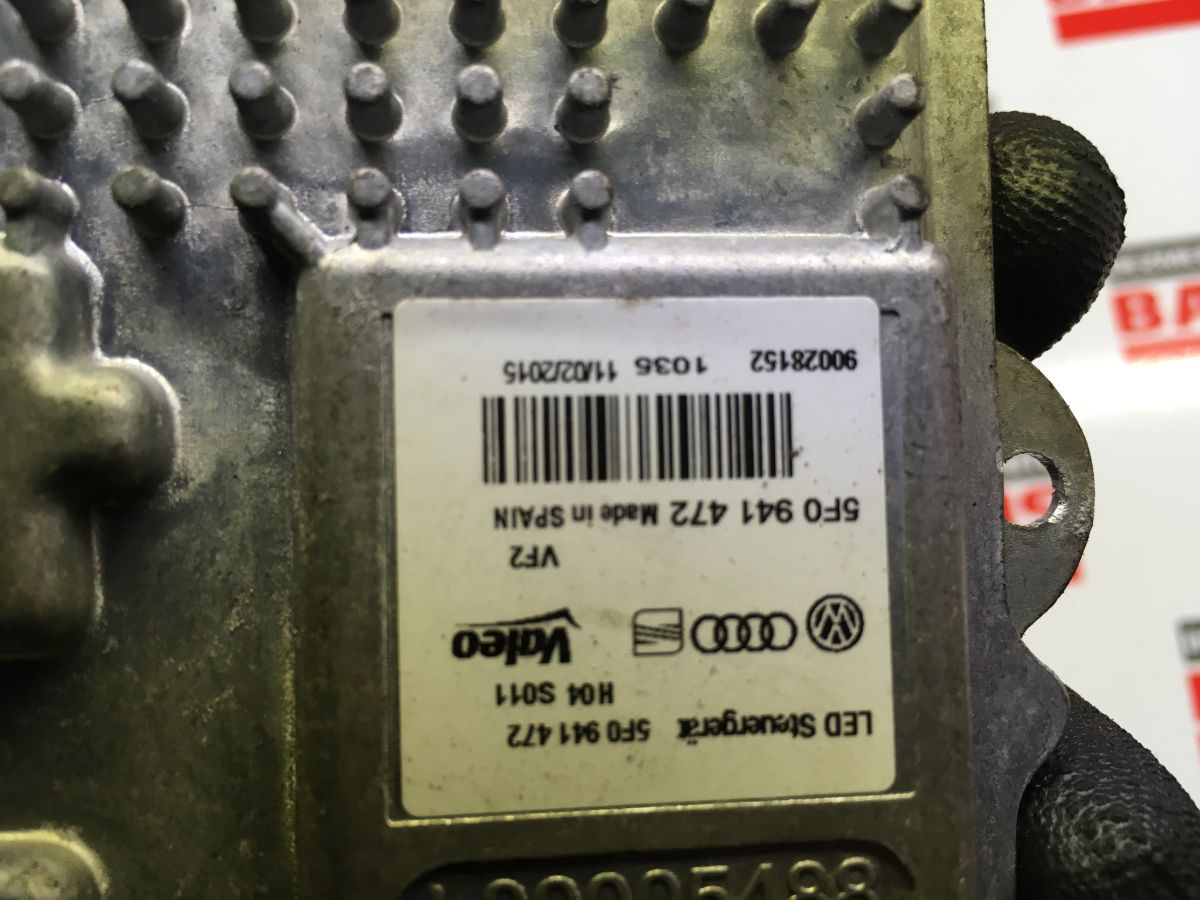 LED Steuergerät 5F0 941 472
H04 S011
Valeo
VF2
5F0 941 472 Made in SPAIN
90028152 1036 11/02/2015
BA